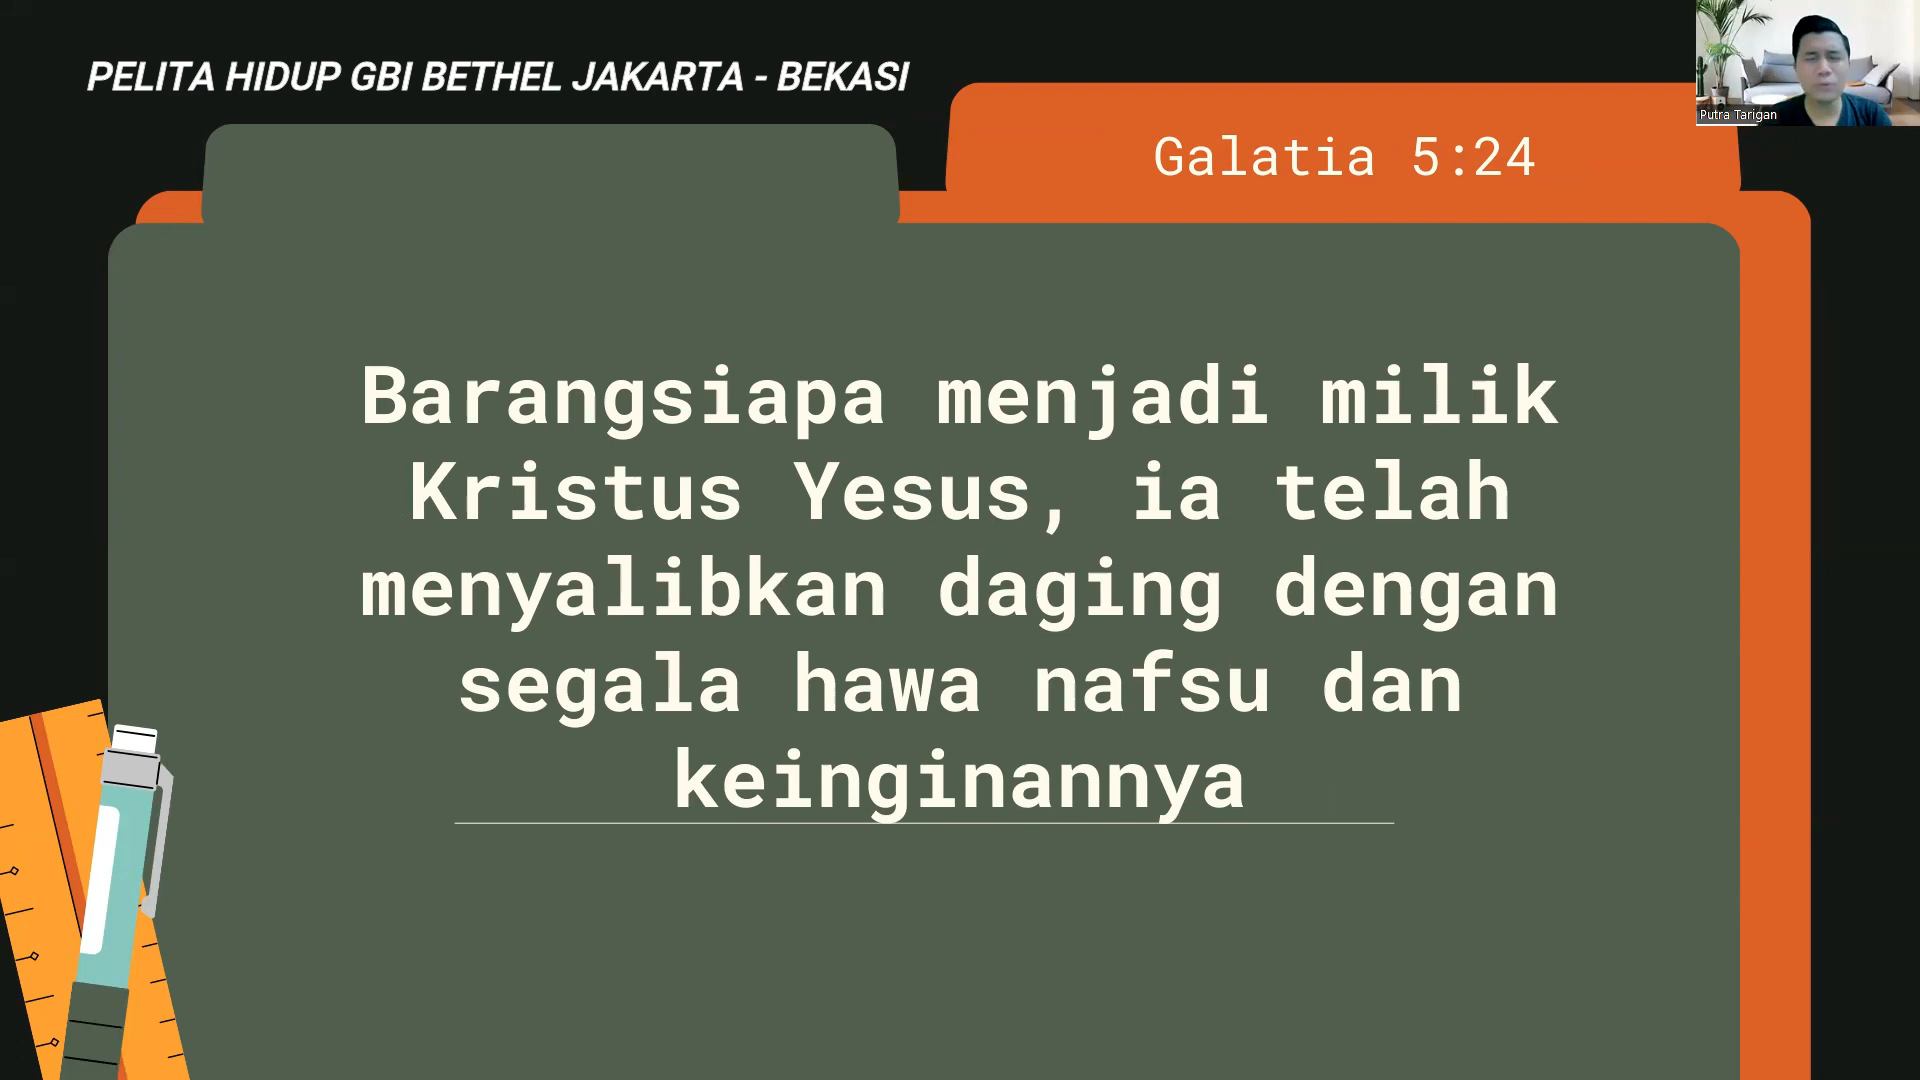 PELITA HIDUP GBI BETHEL JAKARTA - BEKASI
Putra Tarigan
Galatia 5:24
Barangsiapa menjadi milik
Kristus Yesus, ia telah
menyalibkan daging dengan
segala hawa nafsu dan
keinginannya